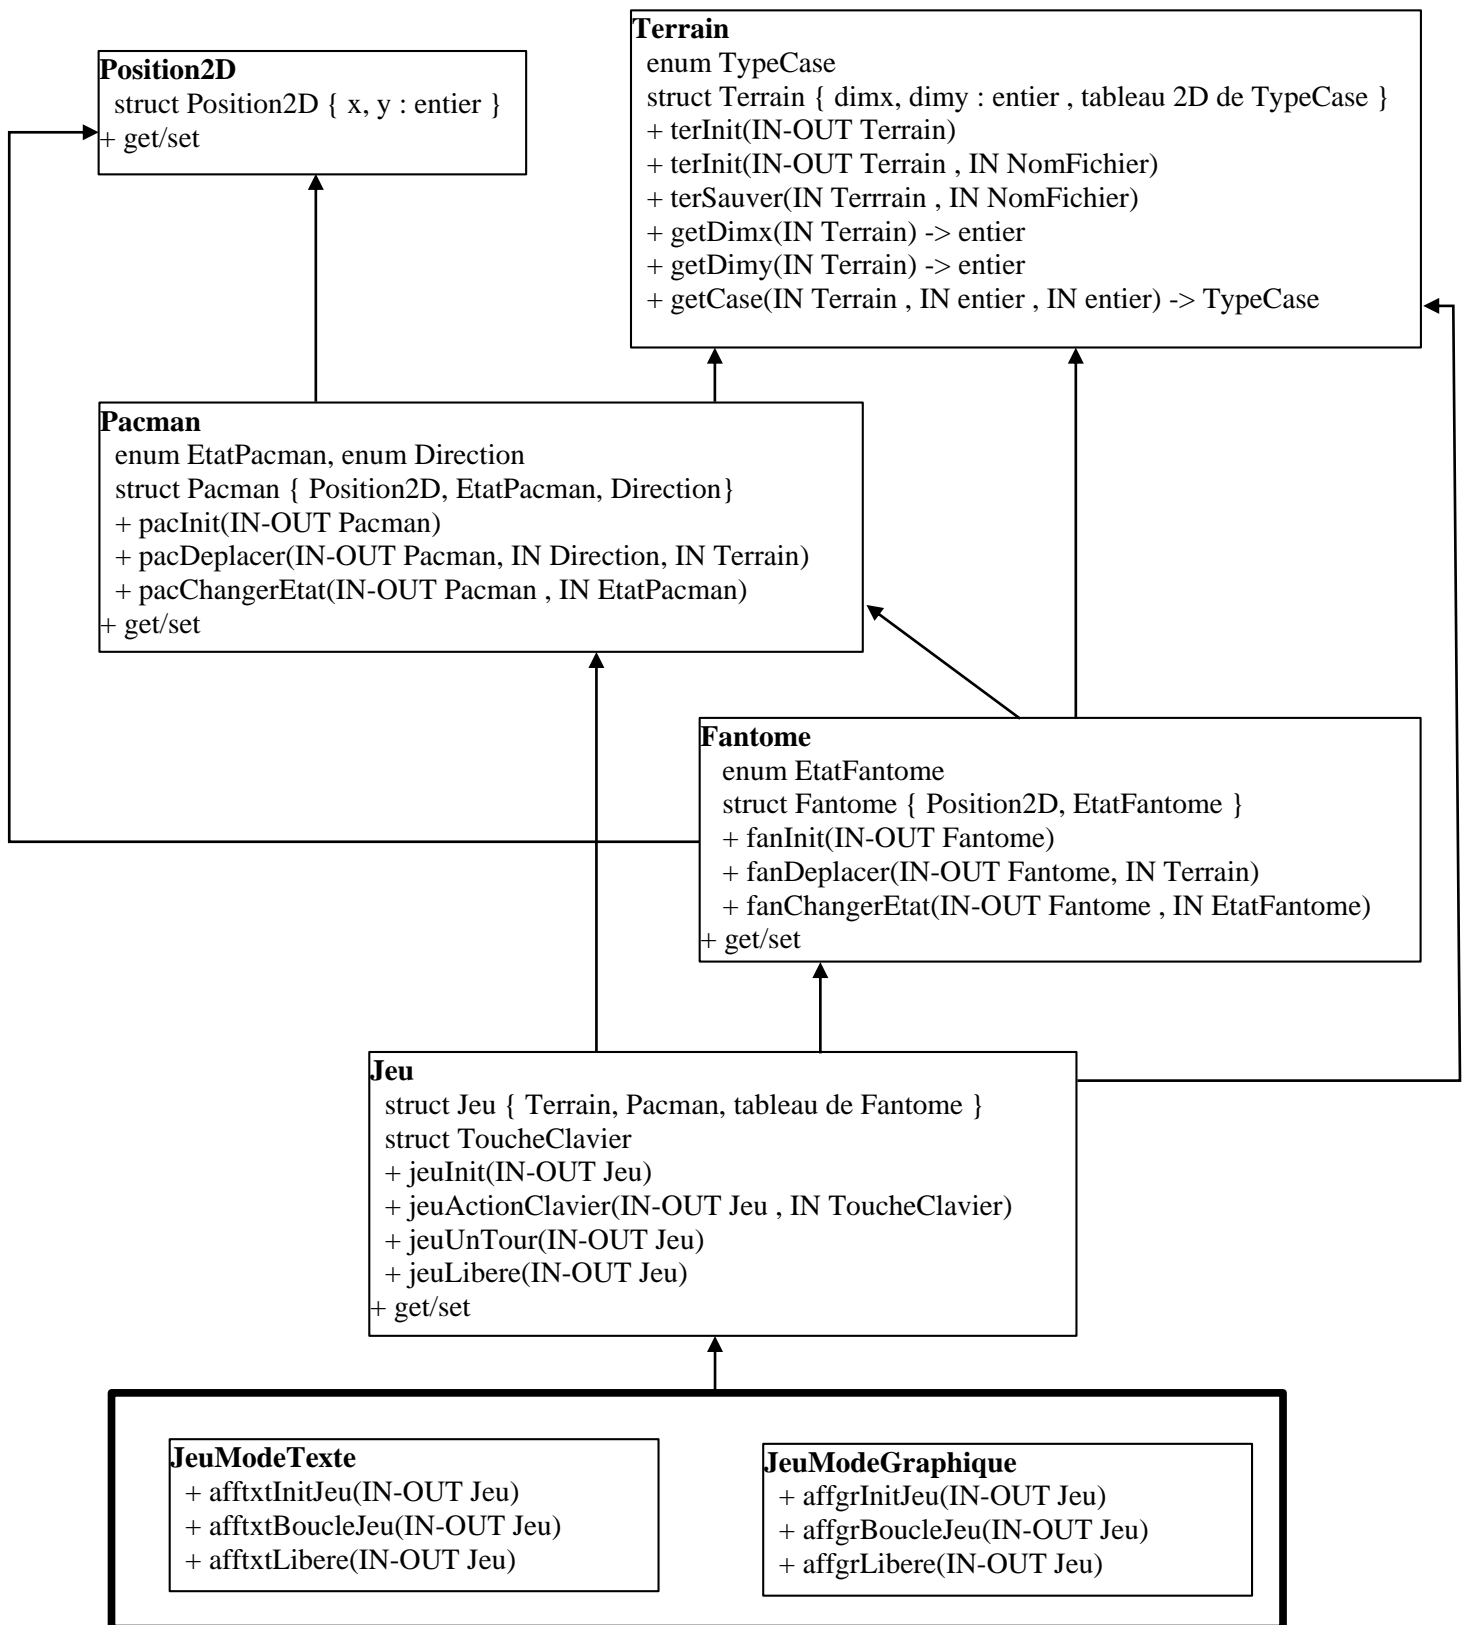 Position2D
struct Position2D { x, y : entier }
+ get/set
Terrain
enum TypeCase
struct Terrain { dimx, dimy : entier , tableau 2D de TypeCase }
+ terInit(IN-OUT Terrain)
+ terInit(IN-OUT Terrain , IN NomFichier)
+ terSauver(IN Terrrain , IN NomFichier)
+ getDimx(IN Terrain) -> entier
+ getDimy(IN Terrain) -> entier
+ getCase(IN Terrain , IN entier , IN entier) -> TypeCase
Pacman
enum EtatPacman, enum Direction
struct Pacman { Position2D, EtatPacman, Direction}
+ pacInit(IN-OUT Pacman)
+ pacDeplacer(IN-OUT Pacman, IN Direction, IN Terrain)
+ pacChangerEtat(IN-OUT Pacman , IN EtatPacman)
+ get/set
Fantome
enum EtatFantome
struct Fantome { Position2D, EtatFantome }
+ fanInit(IN-OUT Fantome)
+ fanDeplacer(IN-OUT Fantome, IN Terrain)
+ fanChangerEtat(IN-OUT Fantome , IN EtatFantome)
+ get/set
Jeu
struct Jeu { Terrain, Pacman, tableau de Fantome }
struct ToucheClavier
+ jeuInit(IN-OUT Jeu)
+ jeuActionClavier(IN-OUT Jeu , IN ToucheClavier)
+ jeuUnTour(IN-OUT Jeu)
+ jeuLibere(IN-OUT Jeu)
+ get/set
JeuModeTexte
+ afftxtInitJeu(IN-OUT Jeu)
+ afftxtBoucleJeu(IN-OUT Jeu)
+ afftxtLibere(IN-OUT Jeu)
JeuModeGraphique
+ affgrInitJeu(IN-OUT Jeu)
+ affgrBoucleJeu(IN-OUT Jeu)
+ affgrLibere(IN-OUT Jeu)